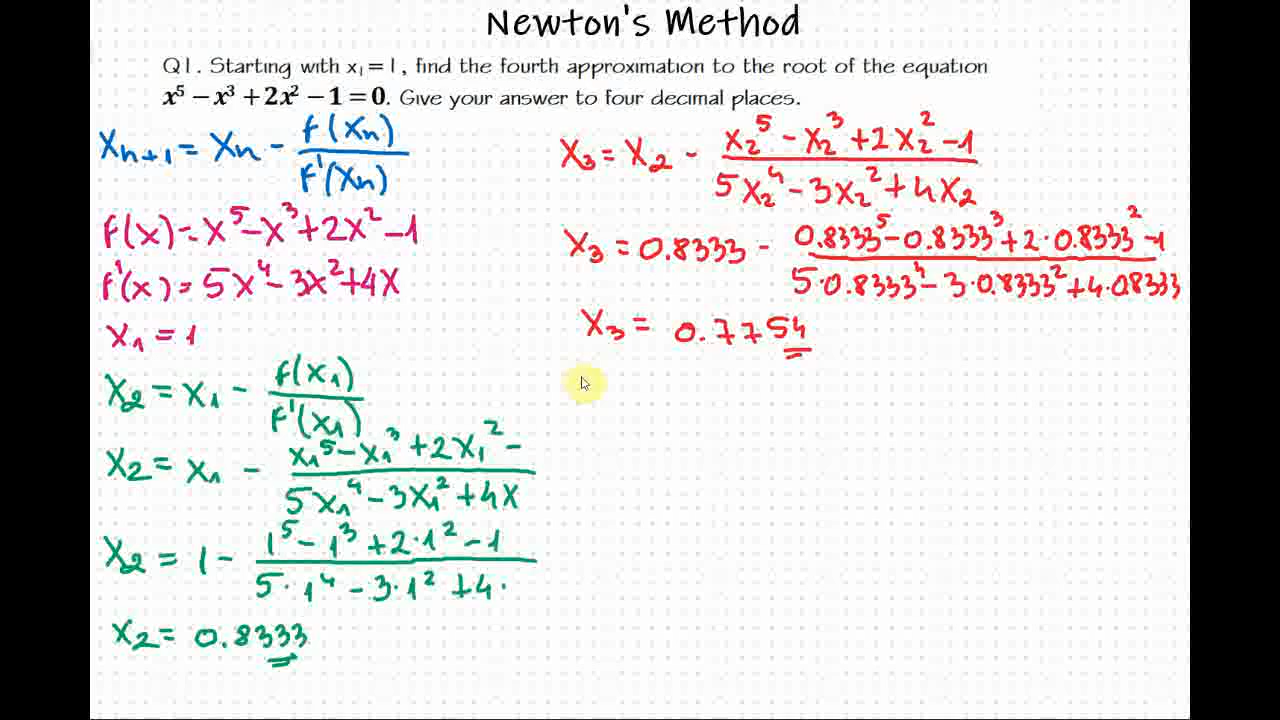 Newton's Method
Q1. Starting with x₁ = 1, find the fourth approximation to the root of the equation
x⁵ − x³ + 2x² − 1 = 0. Give your answer to four decimal places.
Xn+1 = Xn - f(Xn) / f'(Xn)
f(x) = x⁵ - x³ + 2x² - 1
f'(x) = 5x⁴ - 3x² + 4x
X₁ = 1
X₂ = X₁ - f(X₁) / f'(X₁)
X₂ = X₁ - X₁⁵ - X₁³ + 2X₁² - / 5X₁⁴ - 3X₁² + 4X
X₂ = 1 - 1⁵ - 1³ + 2·1² - 1 / 5·1⁴ - 3·1² + 4·
X₂ = 0.8333
X₃ = X₂ - X₂⁵ - X₂³ + 2X₂² - 1 / 5X₂⁴ - 3X₂² + 4X₂
X₃ = 0.8333 - 0.8333⁵ - 0.8333³ + 2·0.8333² - 1 / 5·0.8333⁴ - 3·0.8333² + 4·0.8333
X₃ = 0.7754